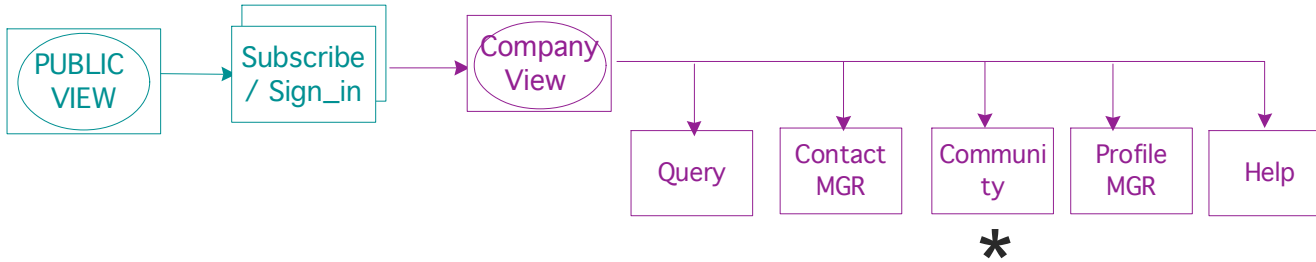 PUBLIC
VIEW
Subscribe
/ Sign_in
Company
View
Query
Contact
MGR
Communi
ty
Profile
MGR
Help
*